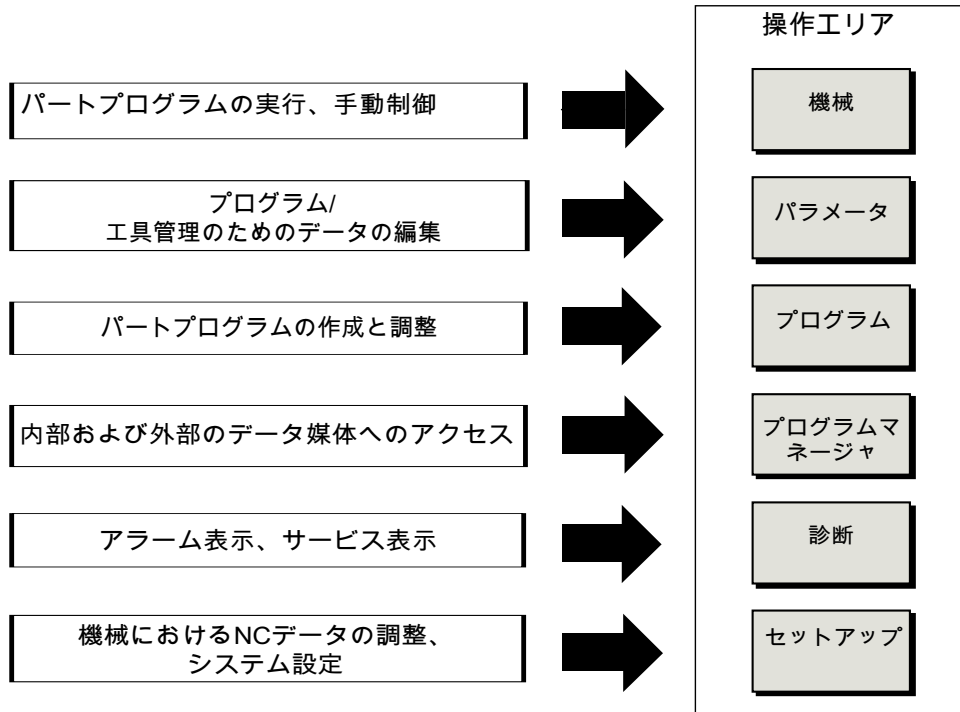 操作エリア
パートプログラムの実行、手動制御
機械
プログラム/
工具管理のためのデータの編集
パラメータ
パートプログラムの作成と調整
プログラム
内部および外部のデータ媒体へのアクセス
プログラムマ
ネージャ
アラーム表示、サービス表示
診断
機械におけるNCデータの調整、
システム設定
セットアップ